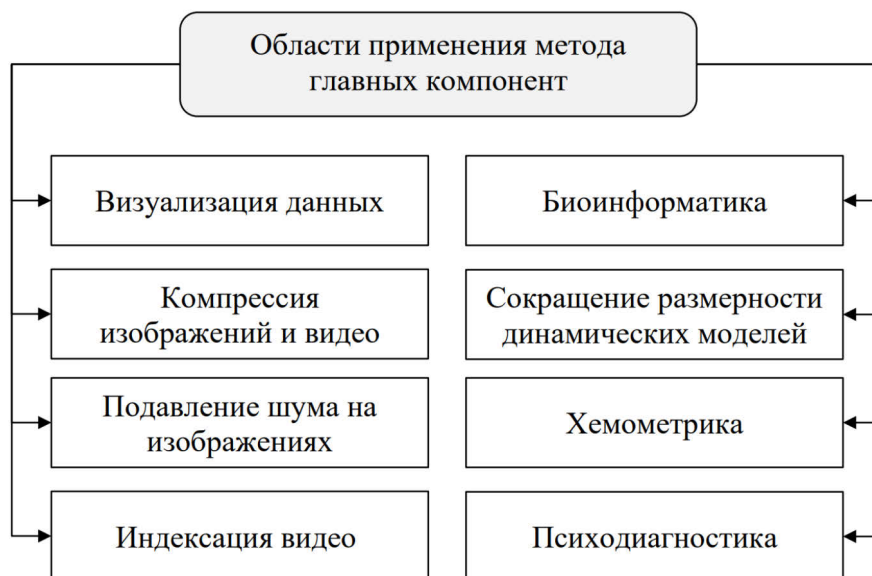 Области применения метода
главных компонент
Визуализация данных
Биоинформатика
Компрессия
изображений и видео
Сокращение размерности
динамических моделей
Подавление шума на
изображениях
Хемометрика
Индексация видео
Психодиагностика